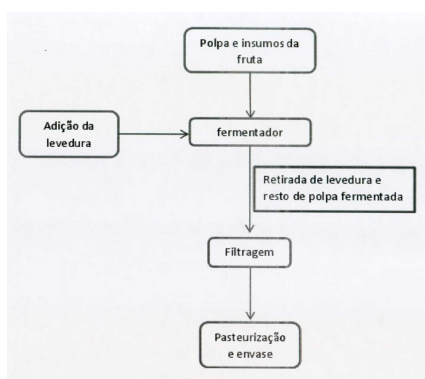 Polpa e insumos da
fruta
Adição da
levedura
fermentador
Retirada de levedura e
resto de polpa fermentada
Filtragem
Pasteurização
e envase